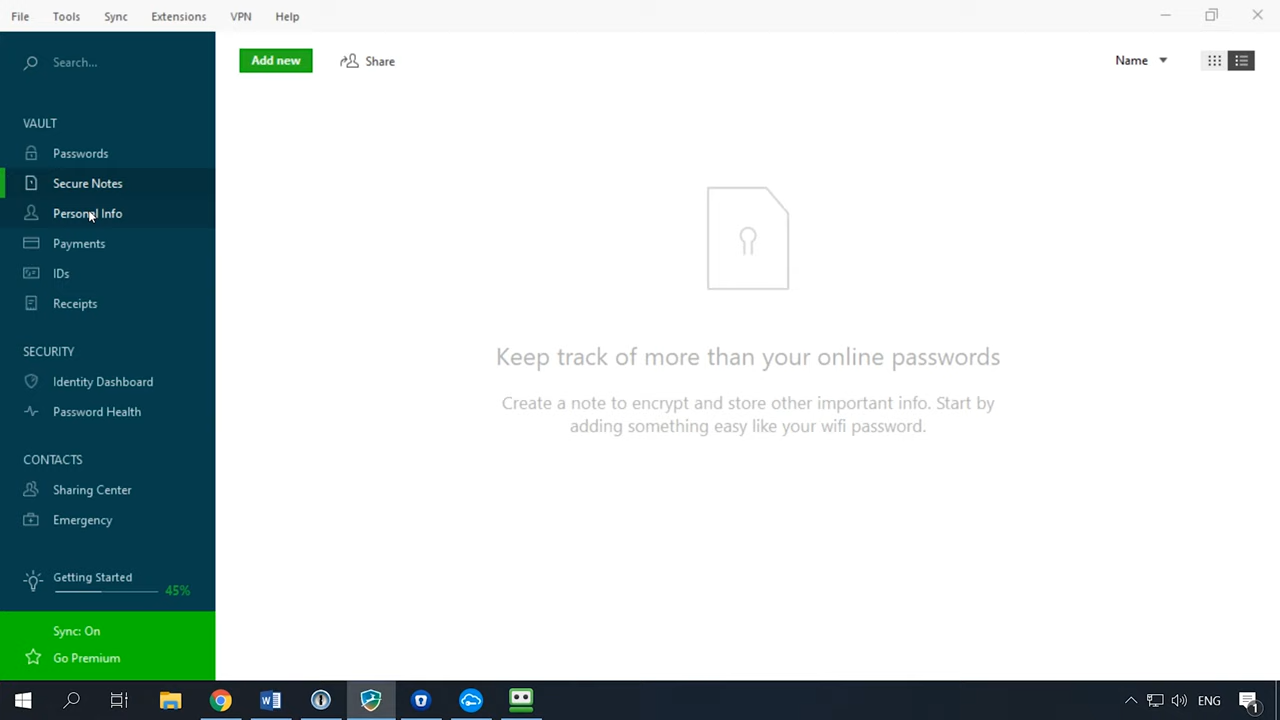 File Tools Sync Extensions VPN Help
Search...
Add new
Share
Name
VAULT
Passwords
Secure Notes
Personal Info
Payments
IDs
Receipts
SECURITY
Identity Dashboard
Password Health
CONTACTS
Sharing Center
Emergency
Getting Started
45%
Sync: On
Go Premium
Keep track of more than your online passwords
Create a note to encrypt and store other important info. Start by
adding something easy like your wifi password.
ENG
1